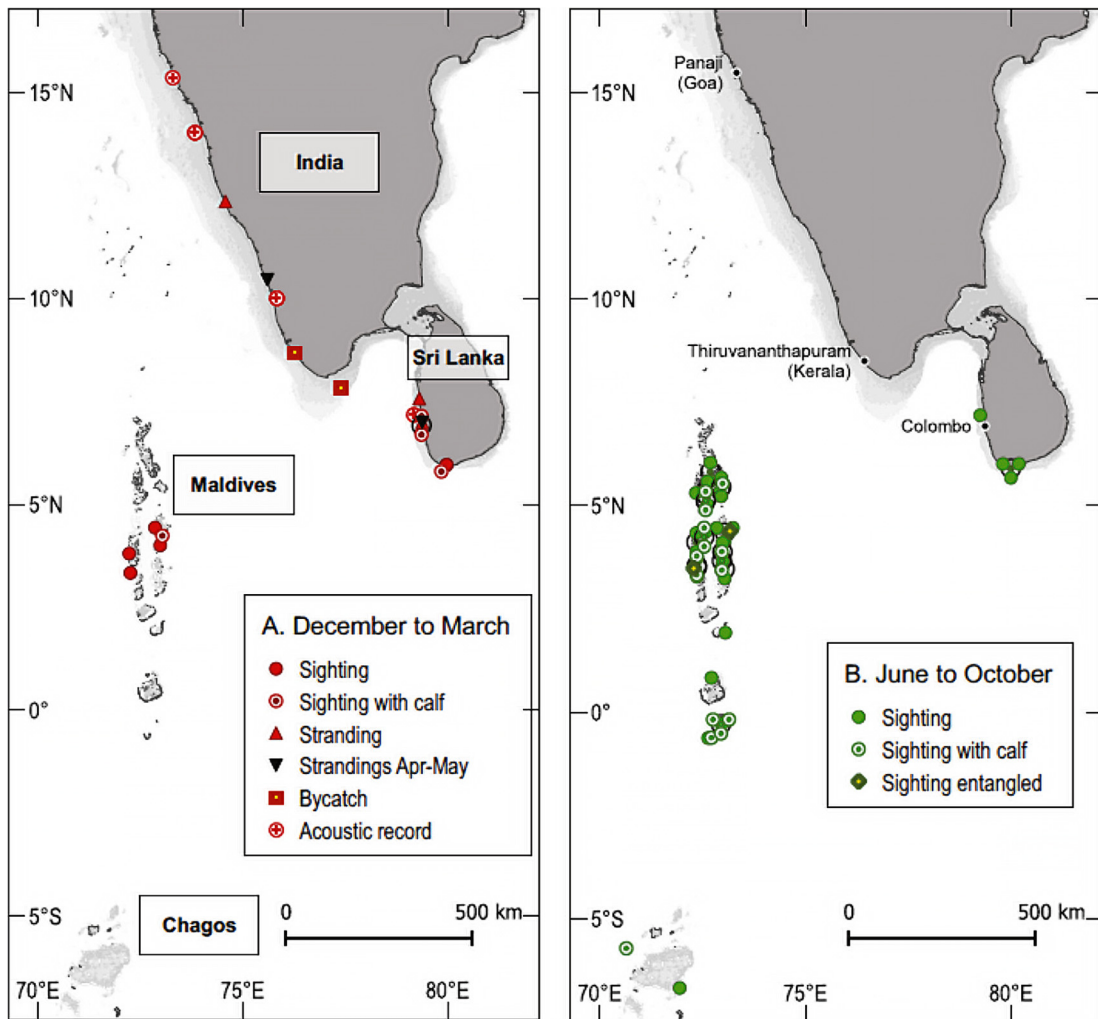 15°N
10°N
5°N
0°
5°S
70°E
75°E
80°E
India
Sri Lanka
Maldives
Chagos
A. December to March
Sighting
Sighting with calf
Stranding
Strandings Apr-May
Bycatch
Acoustic record
0
500 km
15°N
10°N
5°N
0°
5°S
70°E
75°E
80°E
Panaji
(Goa)
Thiruvananthapuram
(Kerala)
Colombo
B. June to October
Sighting
Sighting with calf
Sighting entangled
0
500 km